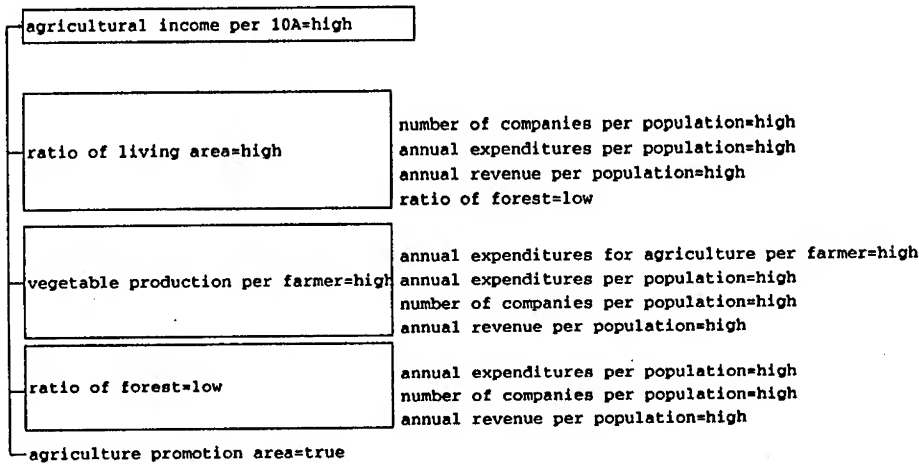 agricultural income per 10A=high
number of companies per population=high
annual expenditures per population=high
ratio of living area=high
annual revenue per population=high
ratio of forest=low
annual expenditures for agriculture per farmer=high
vegetable production per farmer=high
annual expenditures per population=high
number of companies per population=high
annual revenue per population=high
annual expenditures per population=high
ratio of forest=low
number of companies per population=high
annual revenue per population=high
agriculture promotion area=true